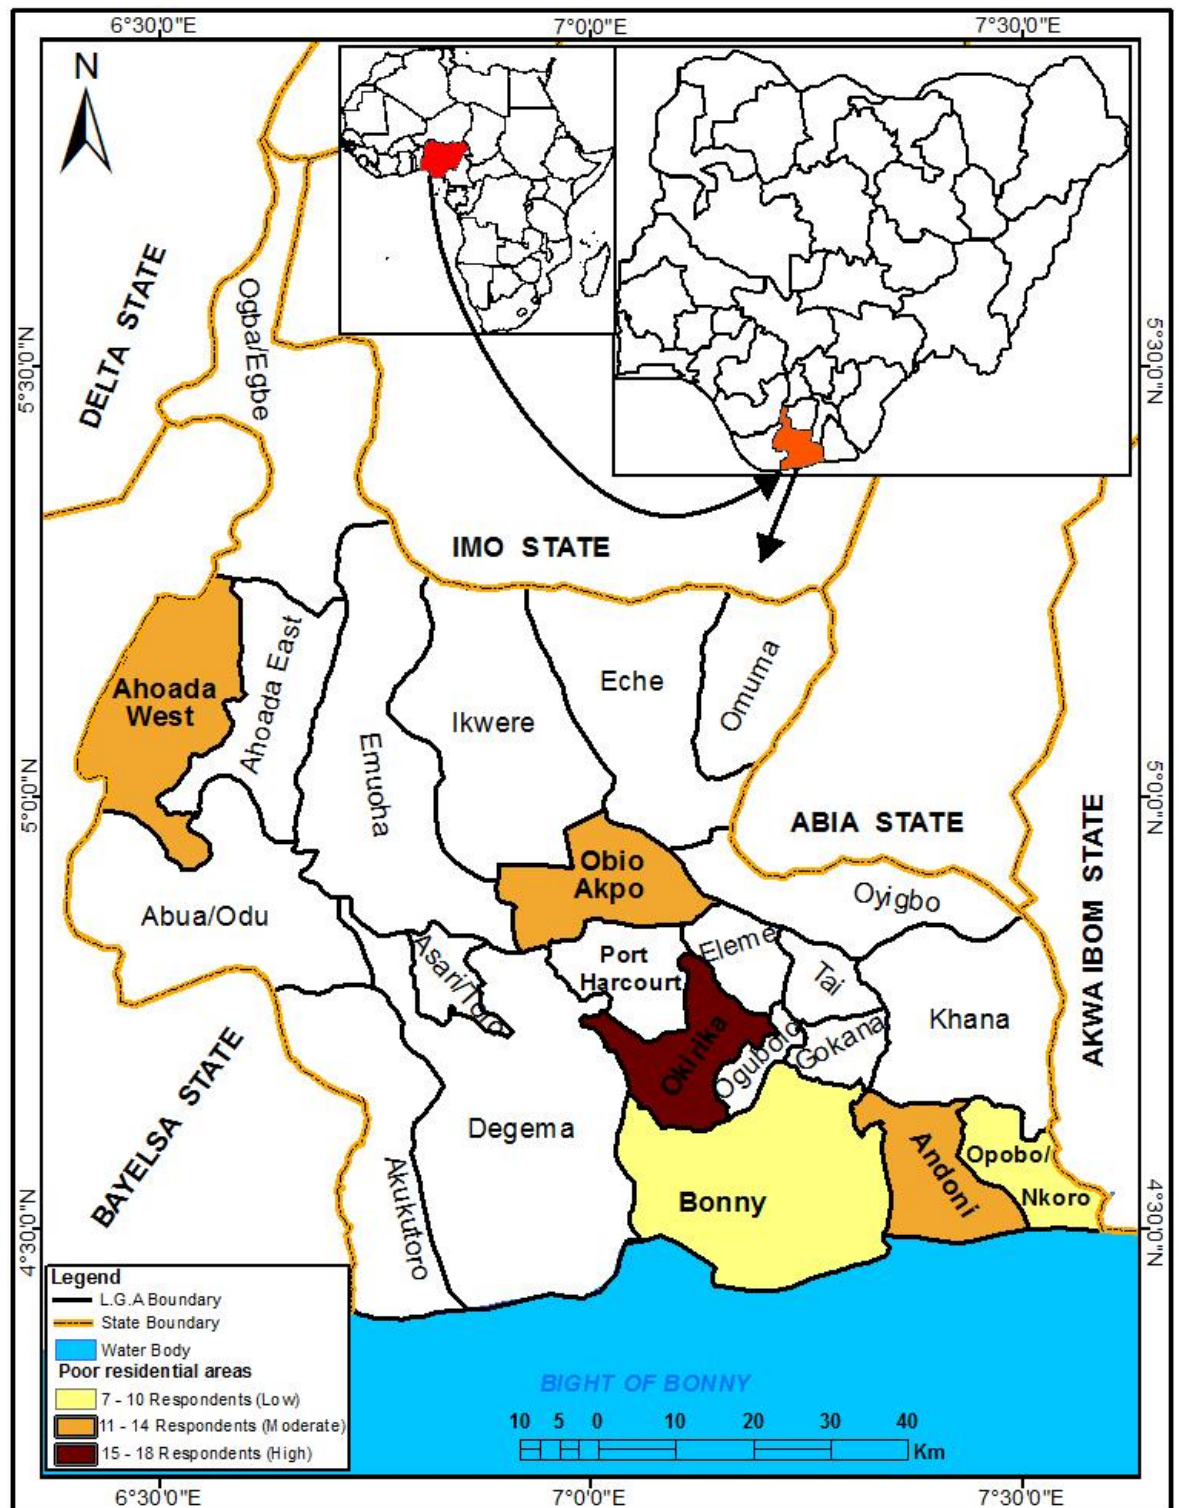 6°30'0"E
7°0'0"E
7°30'0"E
N
DELTA STATE
Ogba/Egbe
5°30'0"N
5°30'0"N
IMO STATE
Ahoada
West
Ahoada East
Emuoha
Ikwere
Eche
Omuma
5°0'0"N
5°0'0"N
ABIA STATE
AKWA IBOM STATE
Obio
Akpo
Oyigbo
Abua/Odu
Asari/Toro
Port
Harcourt
Eleme
Tai
Khana
Okirika
Ogubolo
Gokana
BAYELSA STATE
Degema
Akukutoro
Bonny
Andoni
Opobo/
Nkoro
4°30'0"N
4°30'0"N
Legend
L.G.A Boundary
State Boundary
Water Body
Poor residential areas
7 - 10 Respondents (Low)
11 - 14 Respondents (Moderate)
15 - 18 Respondents (High)
BIGHT OF BONNY
10 5 0 10 20 30 40
Km
6°30'0"E
7°0'0"E
7°30'0"E